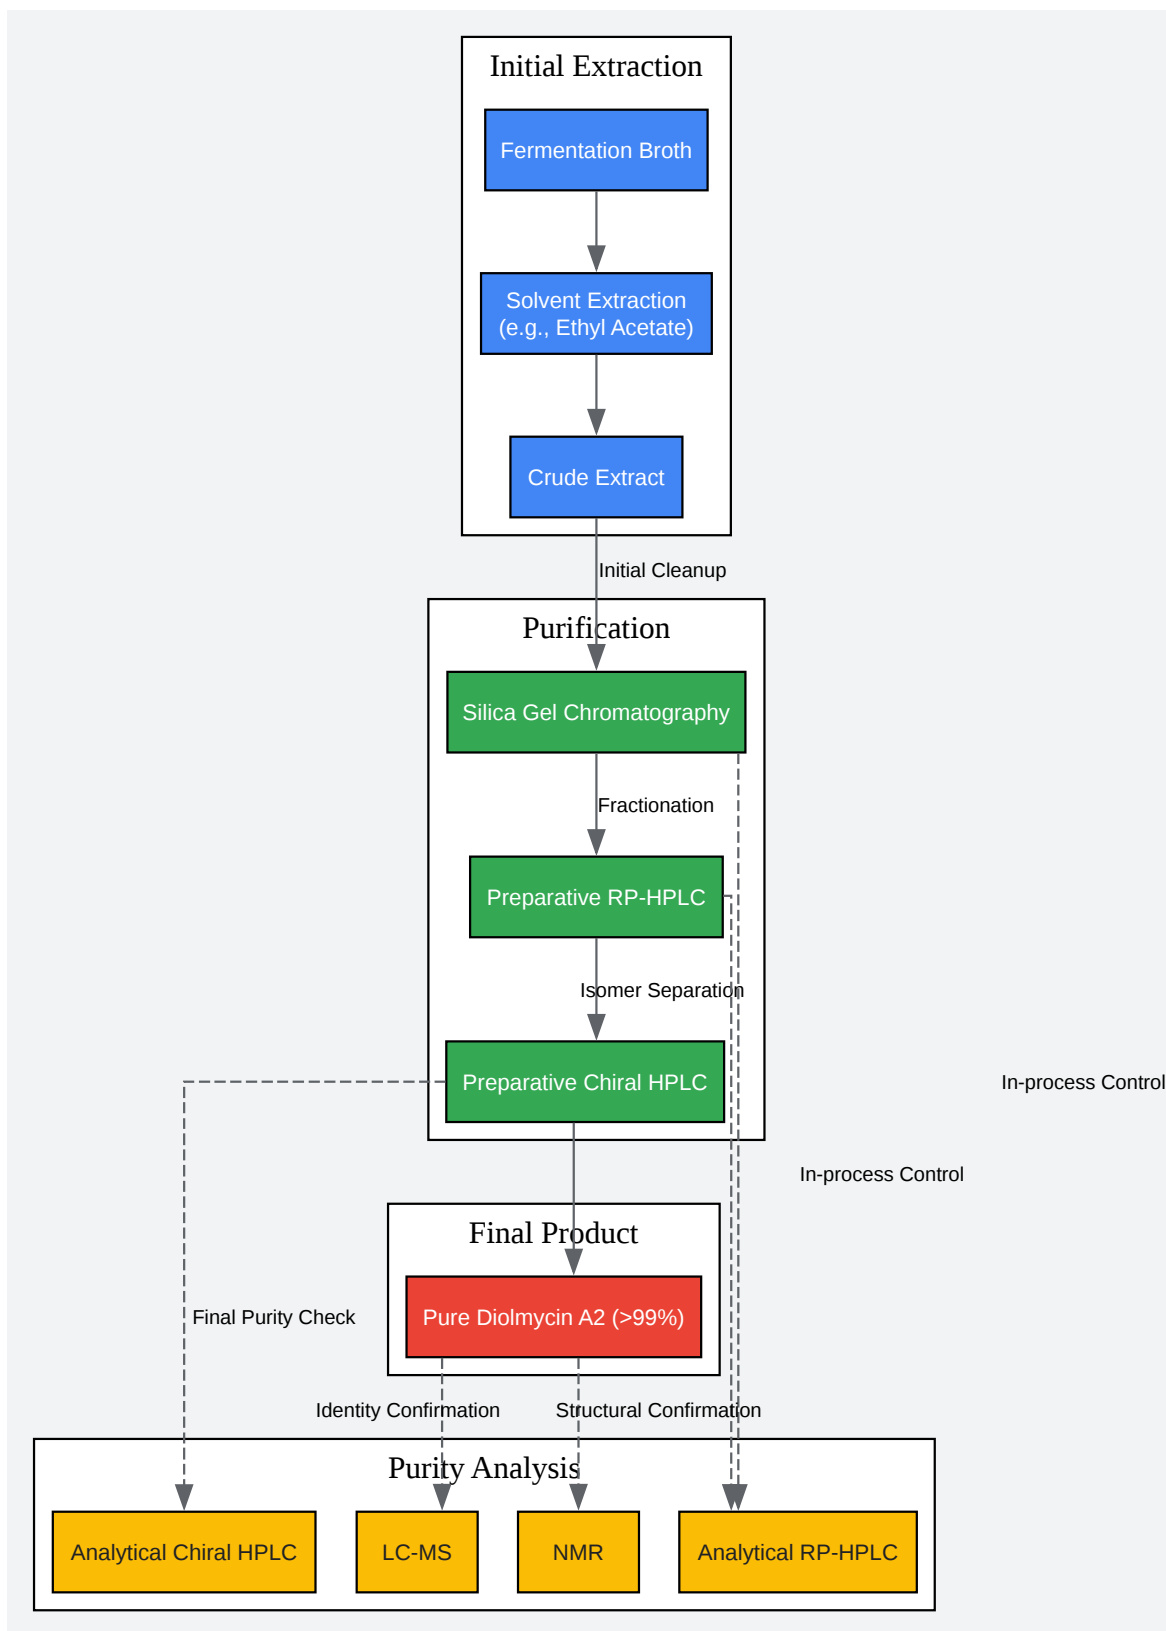 Initial Extraction
Fermentation Broth
Solvent Extraction
(e.g., Ethyl Acetate)
Crude Extract
Initial Cleanup
Purification
Silica Gel Chromatography
Fractionation
Preparative RP-HPLC
Isomer Separation
Preparative Chiral HPLC
In-process Control
In-process Control
Final Product
Pure Diolmycin A2 (>99%)
Final Purity Check
Identity Confirmation
Structural Confirmation
Purity Analysis
Analytical Chiral HPLC
LC-MS
NMR
Analytical RP-HPLC